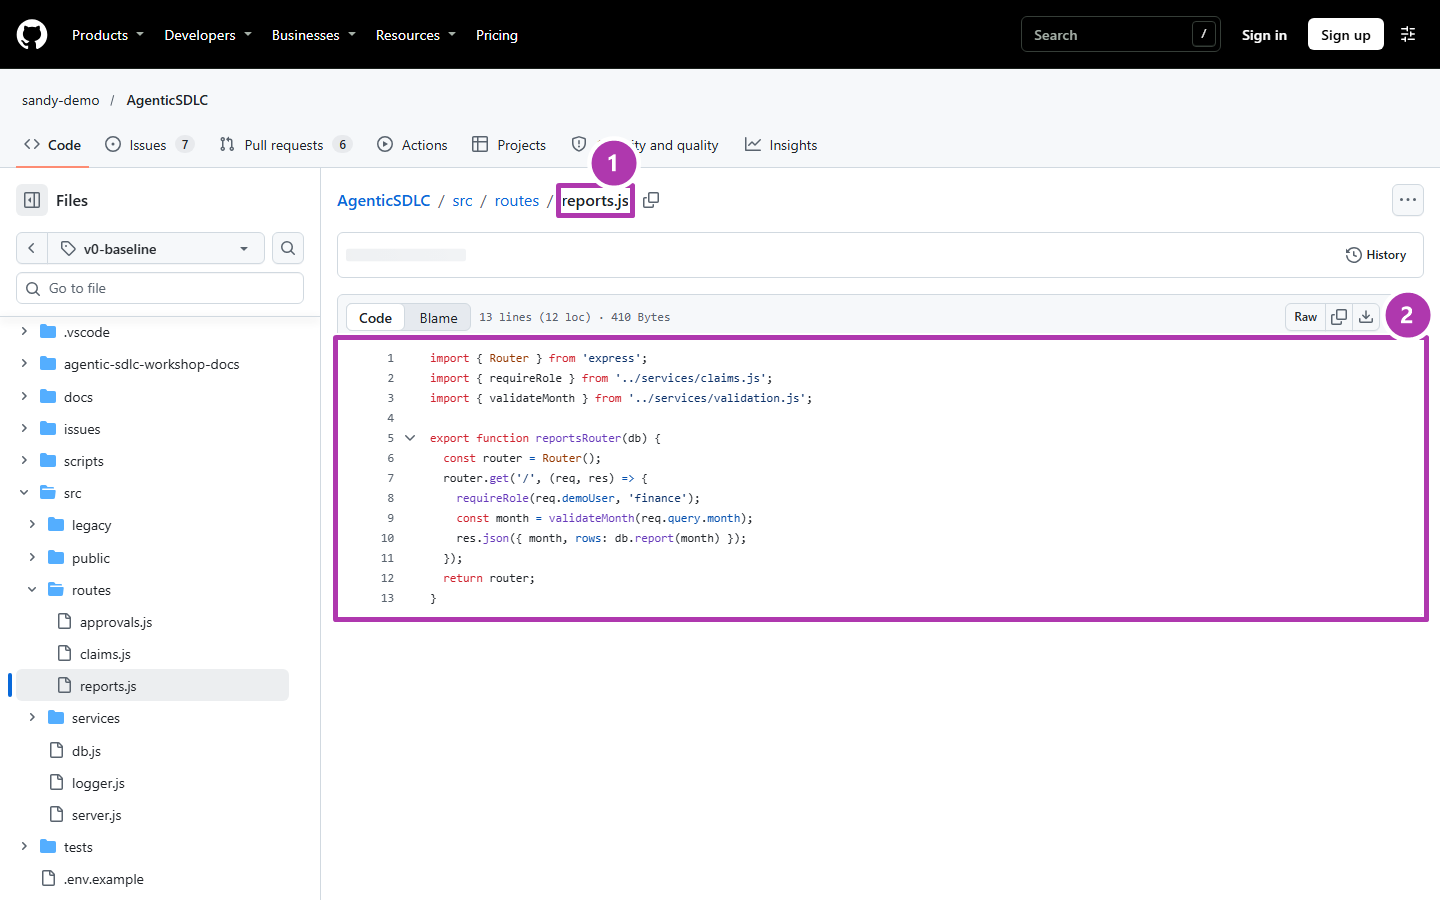 Products
Developers
Businesses
Resources
Pricing
Search
/
Sign in
Sign up
sandy-demo / AgenticSDLC
Code
Issues 7
Pull requests 6
Actions
Projects
and quality
Insights
1
Files
AgenticSDLC / src / routes / reports.js
v0-baseline
Go to file
History
Code
Blame
13 lines (12 loc) · 410 Bytes
Raw
2
.vscode
agentic-sdlc-workshop-docs
docs
issues
scripts
src
legacy
public
routes
approvals.js
claims.js
reports.js
services
db.js
logger.js
server.js
tests
.env.example
1 import { Router } from 'express';
2 import { requireRole } from '../services/claims.js';
3 import { validateMonth } from '../services/validation.js';
4
5 export function reportsRouter(db) {
6 const router = Router();
7 router.get('/', (req, res) => {
8 requireRole(req.demoUser, 'finance');
9 const month = validateMonth(req.query.month);
10 res.json({ month, rows: db.report(month) });
11 });
12 return router;
13 }